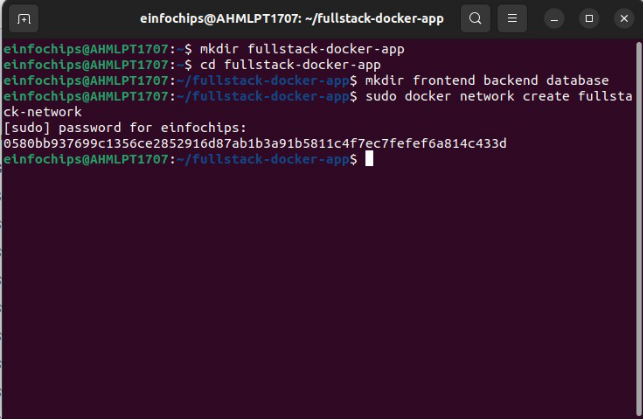 einfochips@AHMLPT1707: ~/fullstack-docker-app
einfochips@AHMLPT1707:~$ mkdir fullstack-docker-app
einfochips@AHMLPT1707:~$ cd fullstack-docker-app
einfochips@AHMLPT1707:~/fullstack-docker-app$ mkdir frontend backend database
einfochips@AHMLPT1707:~/fullstack-docker-app$ sudo docker network create fullsta
ck-network
[sudo] password for einfochips:
0580bb937699c1356ce2852916d87ab1b3a91b5811c4f7ec7fefef6a814c433d
einfochips@AHMLPT1707:~/fullstack-docker-app$